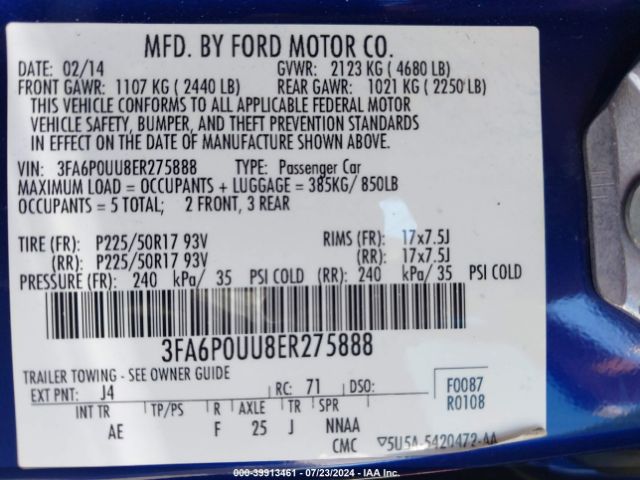 MFD. BY FORD MOTOR CO.
DATE: 02/14 GVWR: 2123 KG ( 4680 LB)
FRONT GAWR: 1107 KG ( 2440 LB) REAR GAWR: 1021 KG ( 2250 LB)
THIS VEHICLE CONFORMS TO ALL APPLICABLE FEDERAL MOTOR
VEHICLE SAFETY, BUMPER, AND THEFT PREVENTION STANDARDS
IN EFFECT ON THE DATE OF MANUFACTURE SHOWN ABOVE.
VIN: 3FA6P0UU8ER275888 TYPE: Passenger Car
MAXIMUM LOAD = OCCUPANTS + LUGGAGE = 385KG/ 850LB
OCCUPANTS = 5 TOTAL; 2 FRONT, 3 REAR
TIRE (FR): P225/50R17 93V RIMS (FR): 17x7.5J
(RR): P225/50R17 93V (RR): 17x7.5J
PRESSURE (FR): 240 kPa/ 35 PSI COLD (RR): 240 kPa/ 35 PSI COLD
3FA6P0UU8ER275888
TRAILER TOWING - SEE OWNER GUIDE
EXT PNT: J4 RC: 71 DSO: F0087
R0108
INT TR TP/PS R AXLE TR SPR
AE F 25 J NNAA
CMC ▽5U5A-5420472-AA
000-39913461 - 07/23/2024 - IAA Inc.